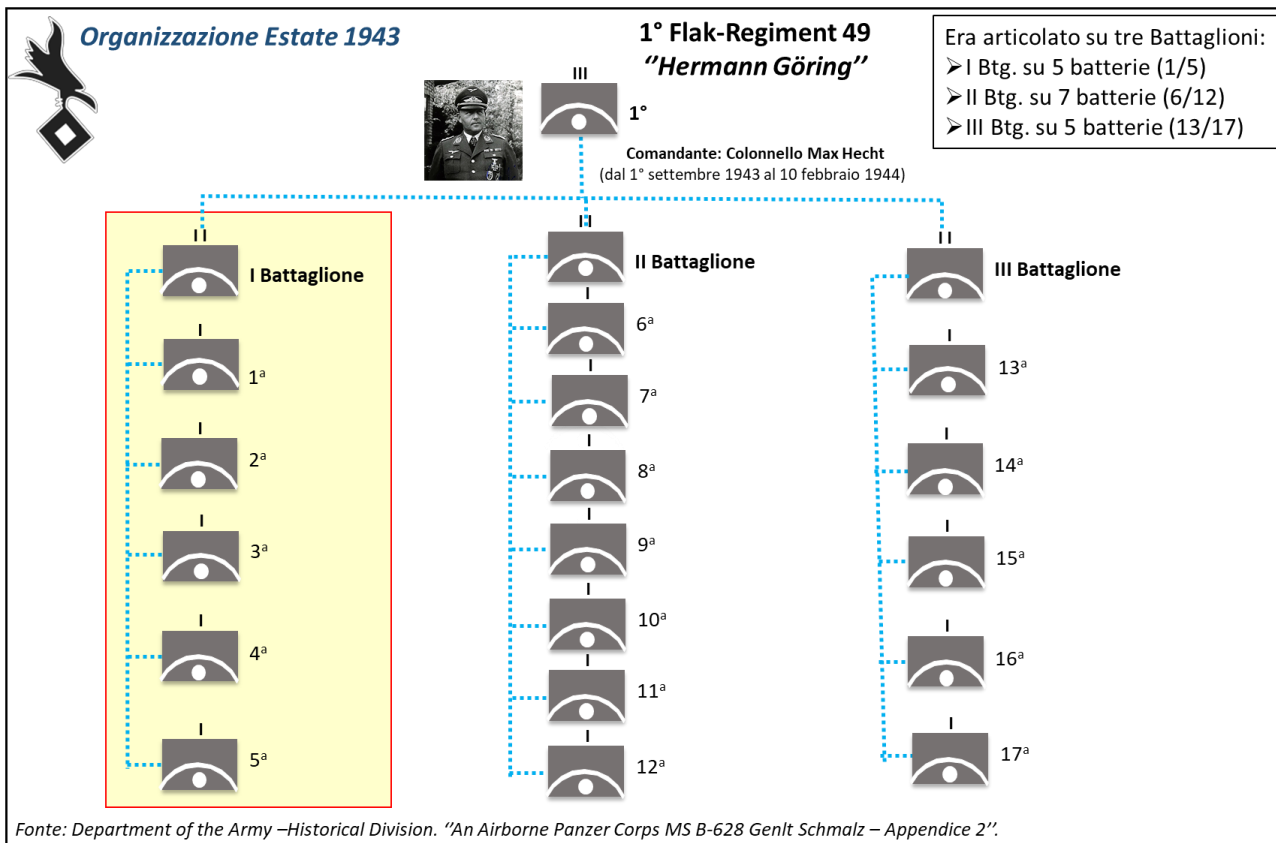 Organizzazione Estate 1943
1° Flak-Regiment 49
‘‘Hermann Göring’’
Era articolato su tre Battaglioni:
➢I Btg. su 5 batterie (1/5)
➢II Btg. su 7 batterie (6/12)
➢III Btg. su 5 batterie (13/17)
III
1°
Comandante: Colonnello Max Hecht
(dal 1° settembre 1943 al 10 febbraio 1944)
II
I Battaglione
I
1ª
I
2ª
I
3ª
I
4ª
I
5ª
II
II Battaglione
I
6ª
I
7ª
I
8ª
I
9ª
I
10ª
I
11ª
I
12ª
II
III Battaglione
I
13ª
I
14ª
I
15ª
I
16ª
I
17ª
Fonte: Department of the Army –Historical Division. ‘‘An Airborne Panzer Corps MS B-628 Genlt Schmalz – Appendice 2’’.